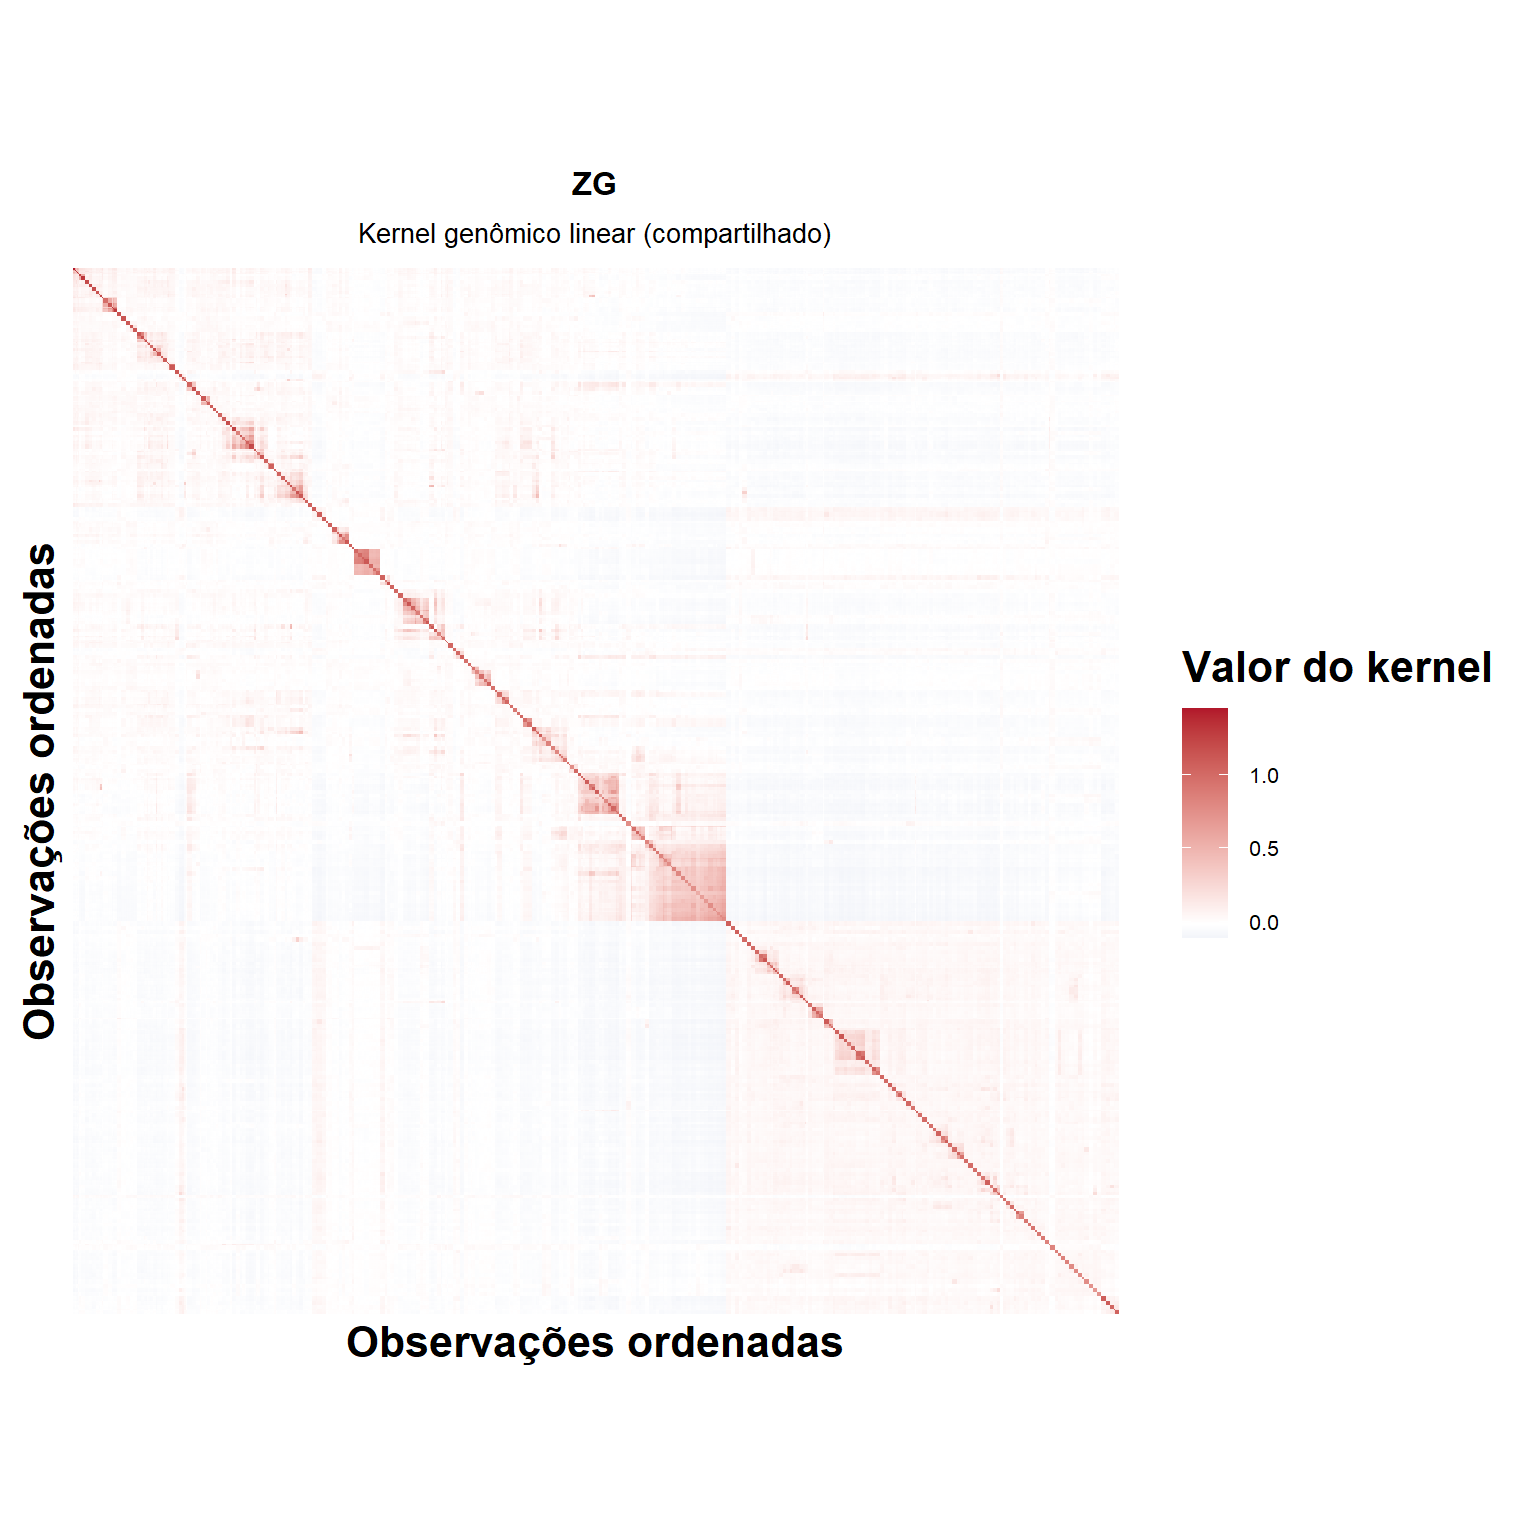 ZG
Kernel genômico linear (compartilhado)
Observações ordenadas
Observações ordenadas
Valor do kernel
1.0
0.5
0.0